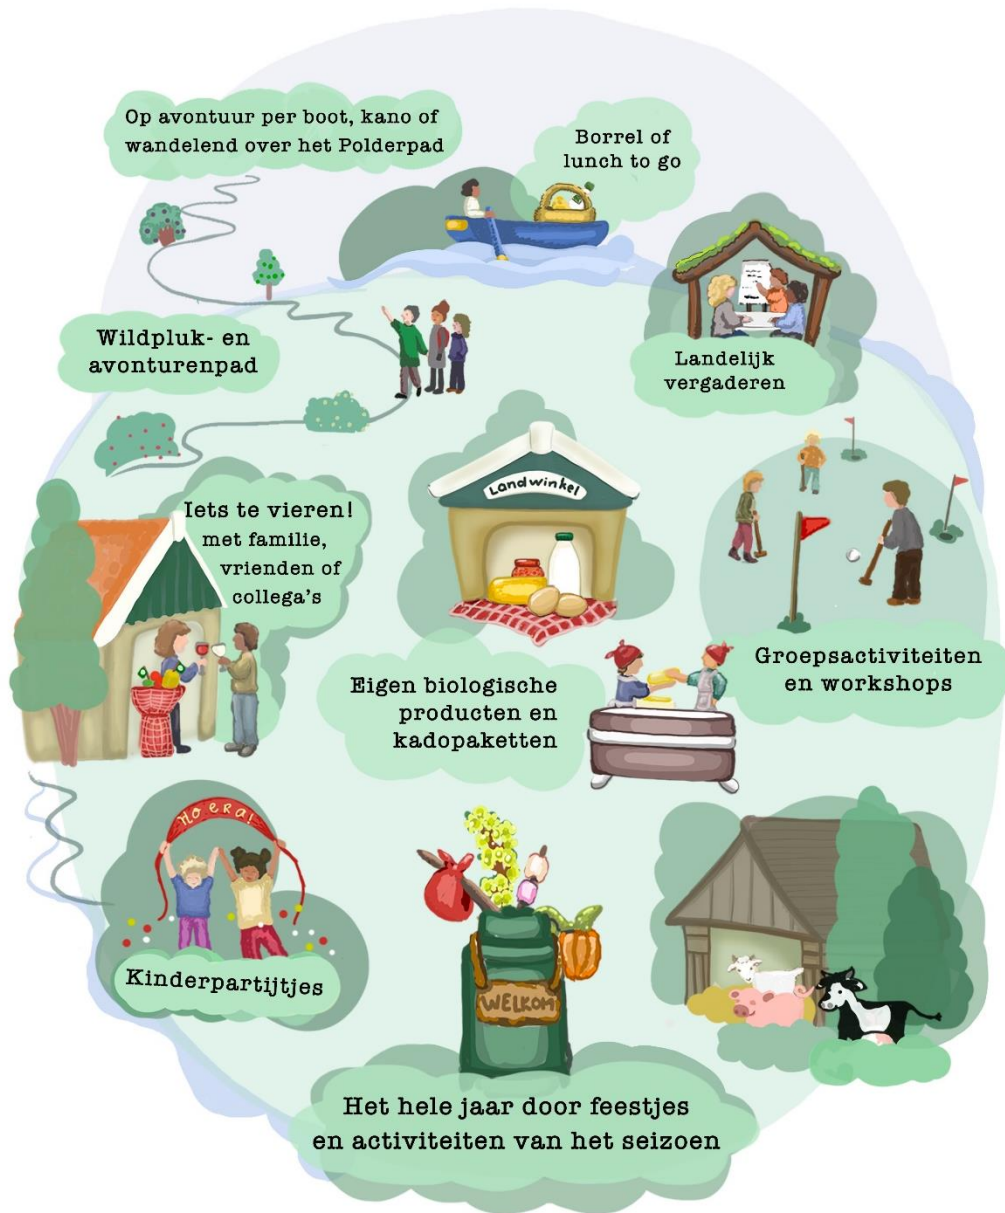 Op avontuur per boot, kano of
wandelend over het Polderpad
Borrel of
lunch to go
Wildpluk- en
avonturenpad
Landelijk
vergaderen
Iets te vieren!
met familie,
vrienden of
collega's
Landwinkel
Eigen biologische
producten en
kadopaketten
Groepsactiviteiten
en workshops
HOERA!
Kinderpartijtjes
WELKOM
Het hele jaar door feestjes
en activiteiten van het seizoen